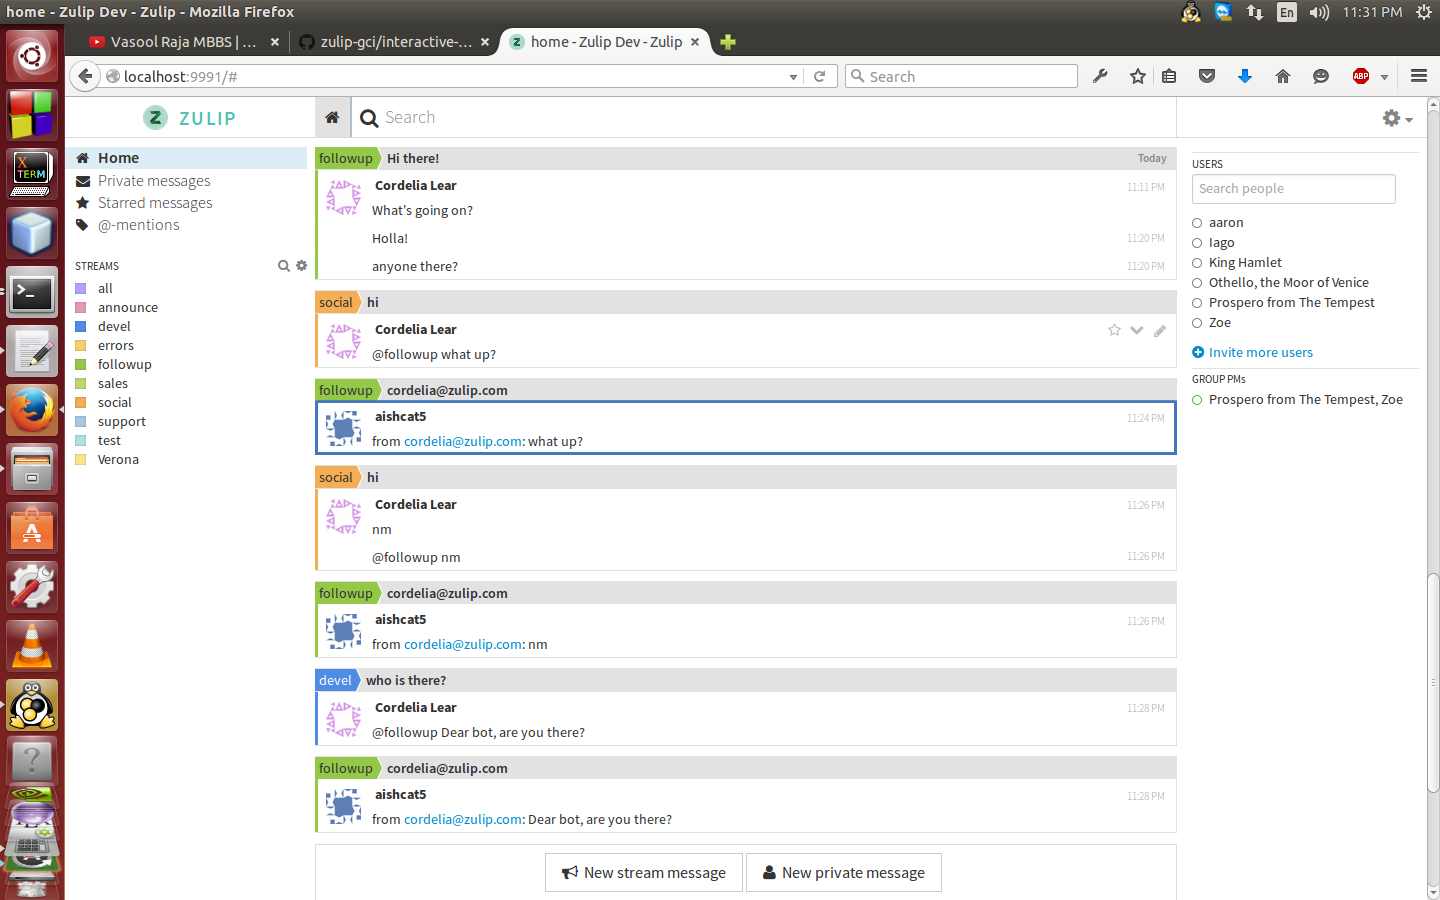 home - Zulip Dev - Zulip - Mozilla Firefox
En
11:31 PM
Vasool Raja MBBS | ...
zulip-gci/interactive-...
home - Zulip Dev - Zulip
localhost:9991/#
Search
ABP
ZULIP
Search
Home
Private messages
Starred messages
@-mentions
STREAMS
all
announce
devel
errors
followup
sales
social
support
test
Verona
followup Hi there! Today
Cordelia Lear 11:11 PM
What's going on?
Holla! 11:20 PM
anyone there? 11:20 PM
social hi
Cordelia Lear
@followup what up?
followup cordelia@zulip.com
aishcat5 11:24 PM
from cordelia@zulip.com: what up?
social hi
Cordelia Lear 11:26 PM
nm
@followup nm 11:26 PM
followup cordelia@zulip.com
aishcat5 11:26 PM
from cordelia@zulip.com: nm
devel who is there?
Cordelia Lear 11:28 PM
@followup Dear bot, are you there?
followup cordelia@zulip.com
aishcat5 11:28 PM
from cordelia@zulip.com: Dear bot, are you there?
New stream message
New private message
USERS
Search people
aaron
Iago
King Hamlet
Othello, the Moor of Venice
Prospero from The Tempest
Zoe
Invite more users
GROUP PMs
Prospero from The Tempest, Zoe
X
TERM